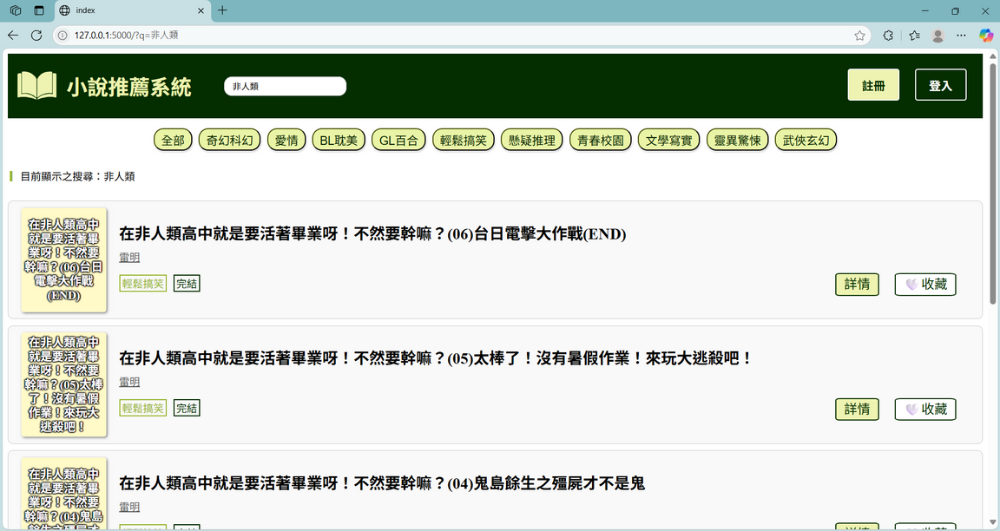 index
127.0.0.1:5000/?q=非人類
小說推薦系統
非人類
註冊
登入
全部
奇幻科幻
愛情
BL耽美
GL百合
輕鬆搞笑
懸疑推理
青春校園
文學寫實
靈異驚悚
武俠玄幻
目前顯示之搜尋：非人類
在非人類高中
就是要活著畢
業呀！不然要
幹嘛？(06)台日
電擊大作戰
(END)
在非人類高中就是要活著畢業呀！不然要幹嘛？(06)台日電擊大作戰(END)
雷明
輕鬆搞笑
完結
詳情
收藏
在非人類高中
就是要活著畢
業呀！不然要
幹嘛？(05)太棒
了！沒有暑假
作業！來玩大
逃殺吧！
在非人類高中就是要活著畢業呀！不然要幹嘛？(05)太棒了！沒有暑假作業！來玩大逃殺吧！
雷明
輕鬆搞笑
完結
詳情
收藏
在非人類高中
就是要活著畢
業呀！不然要
幹嘛？(04)鬼島
餘生之殭屍才
在非人類高中就是要活著畢業呀！不然要幹嘛？(04)鬼島餘生之殭屍才不是鬼
雷明